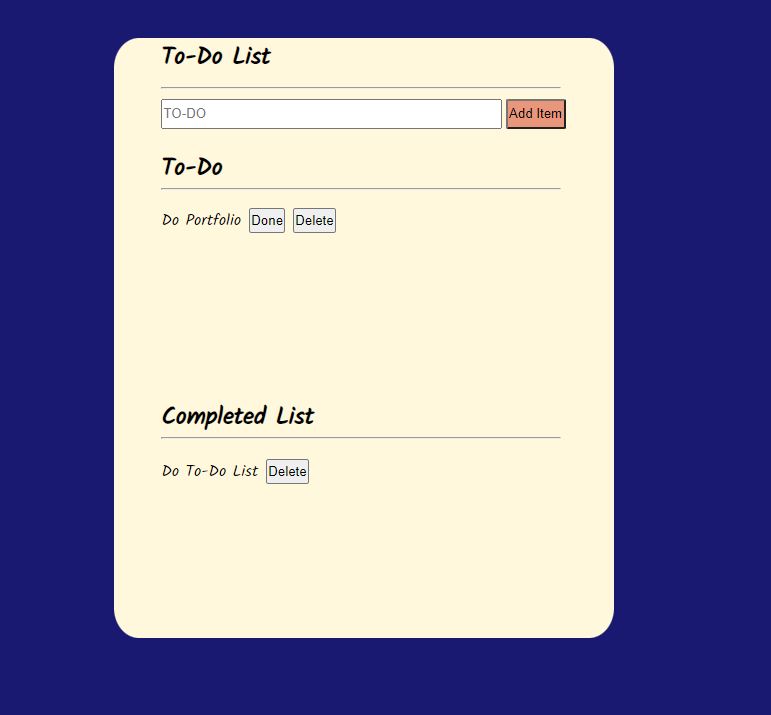 To-Do List
TO-DO Add Item
To-Do
Do Portfolio Done Delete
Completed List
Do To-Do List Delete